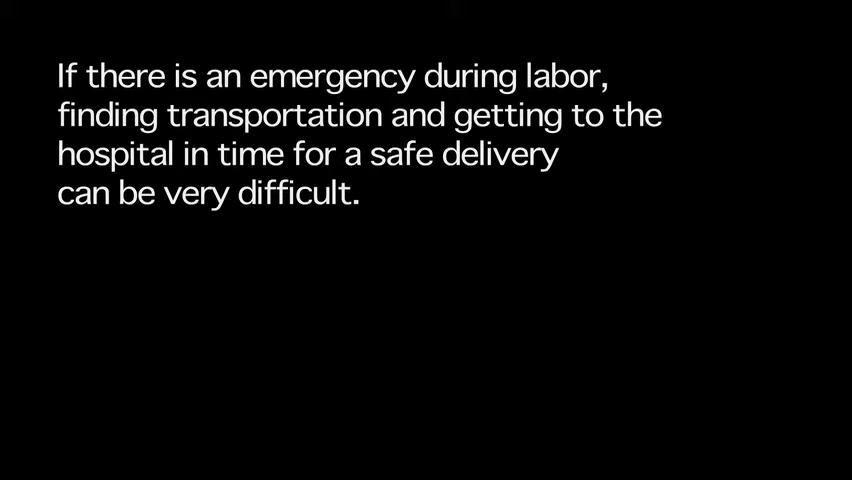 If there is an emergency during labor,
finding transportation and getting to the
hospital in time for a safe delivery
can be very difficult.